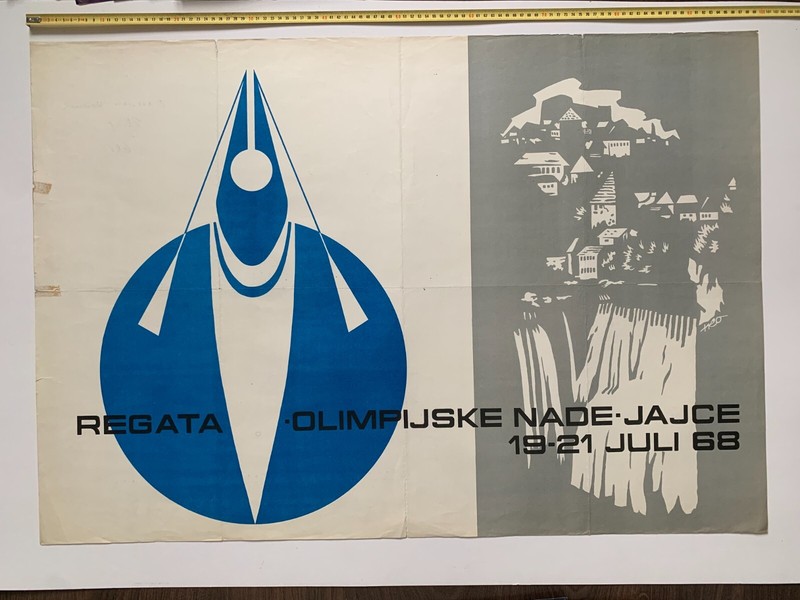 REGATA ·OLIMPIJSKE NADE·JAJCE
19-21 JULI 68